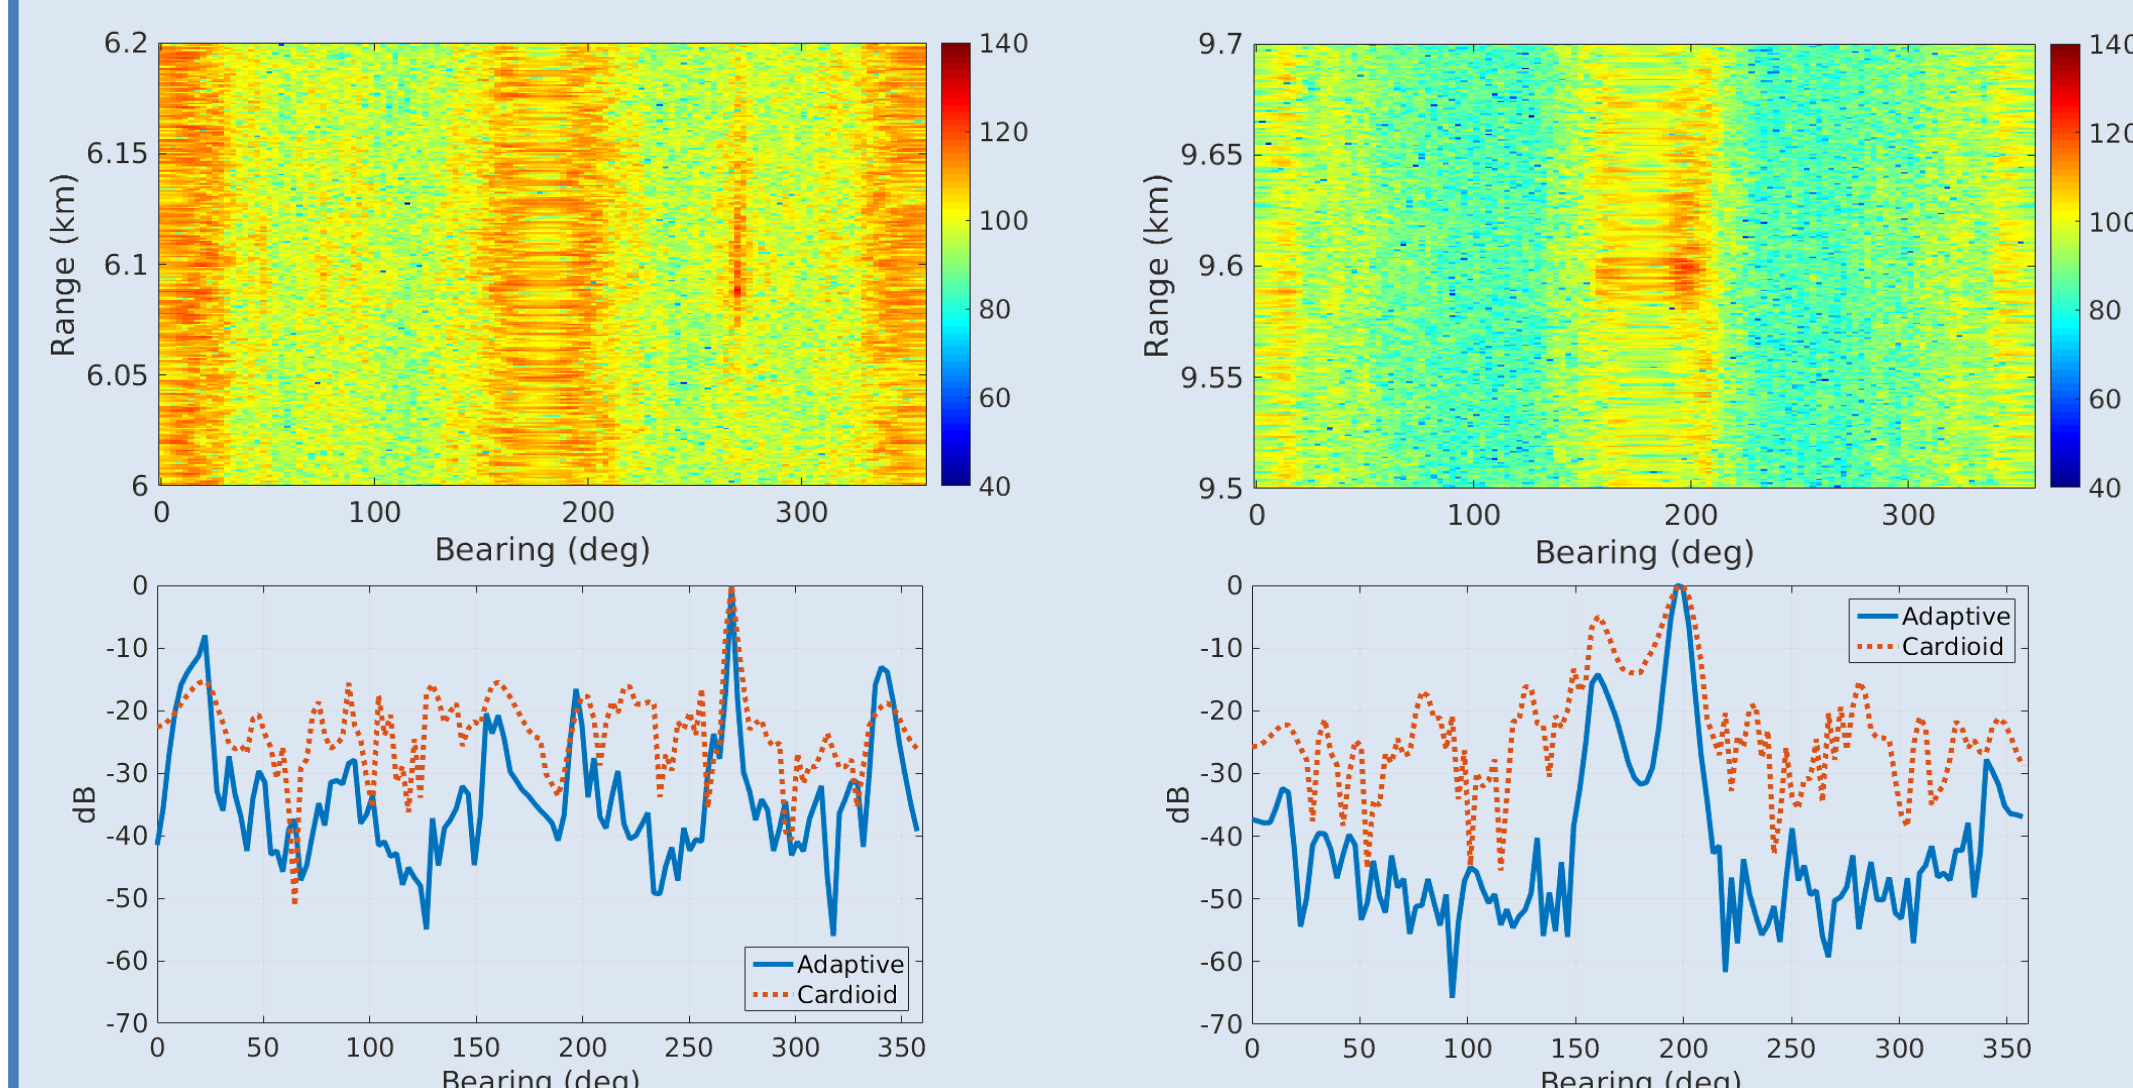 6.2
6.15
6.1
6.05
6
Range (km)
0 100 200 300
Bearing (deg)
140
120
100
80
60
40
9.7
9.65
9.6
9.55
9.5
Range (km)
0 100 200 300
Bearing (deg)
140
120
100
80
60
40
0
-10
-20
-30
-40
-50
-60
-70
dB
Adaptive
Cardioid
0 50 100 150 200 250 300 350
Bearing (deg)
0
-10
-20
-30
-40
-50
-60
-70
dB
Adaptive
Cardioid
0 50 100 150 200 250 300 350
Bearing (deg)